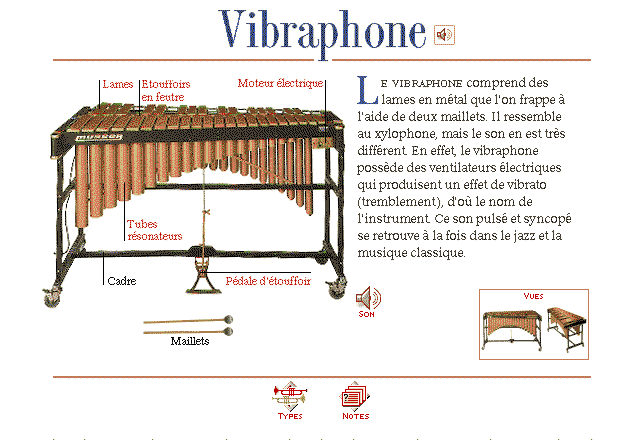 Vibraphone
Lames
Etouffoirs
en feutre
Moteur électrique
LE VIBRAPHONE comprend des
lames en métal que l'on frappe à
l'aide de deux maillets. Il ressemble
au xylophone, mais le son en est très
différent. En effet, le vibraphone
possède des ventilateurs électriques
qui produisent un effet de vibrato
(tremblement), d'où le nom de
l'instrument. Ce son pulsé et syncopé
se retrouve à la fois dans le jazz et la
musique classique.
musser
Tubes
résonateurs
Cadre
Pédale d'étouffoir
Maillets
SON
VUES
TYPES
NOTES